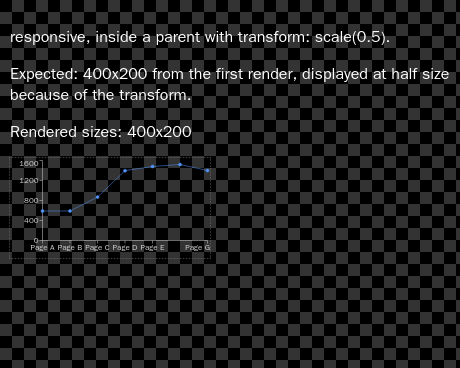 responsive, inside a parent with transform: scale(0.5).
Expected: 400x200 from the first render, displayed at half size
because of the transform.
Rendered sizes: 400x200
1600
1200
800
400
0
Page A Page B Page C Page D Page E Page G